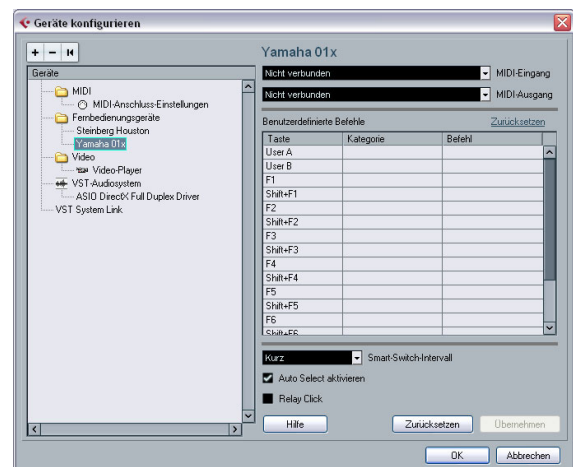 Geräte konfigurieren
Yamaha 01x
Geräte
MIDI
MIDI-Anschluss-Einstellungen
Fernbedienungsgeräte
Steinberg Houston
Yamaha 01x
Video
Video-Player
VST-Audiosystem
ASIO DirectX Full Duplex Driver
VST System Link
Nicht verbunden MIDI-Eingang
Nicht verbunden MIDI-Ausgang
Benutzerdefinierte Befehle Zurücksetzen
Taste Kategorie Befehl
User A
User B
F1
Shift+F1
F2
Shift+F2
F3
Shift+F3
F4
Shift+F4
F5
Shift+F5
F6
Shift+F6
Kurz Smart-Switch-Intervall
Auto Select aktivieren
Relay Click
Hilfe Zurücksetzen Übernehmen
OK Abbrechen